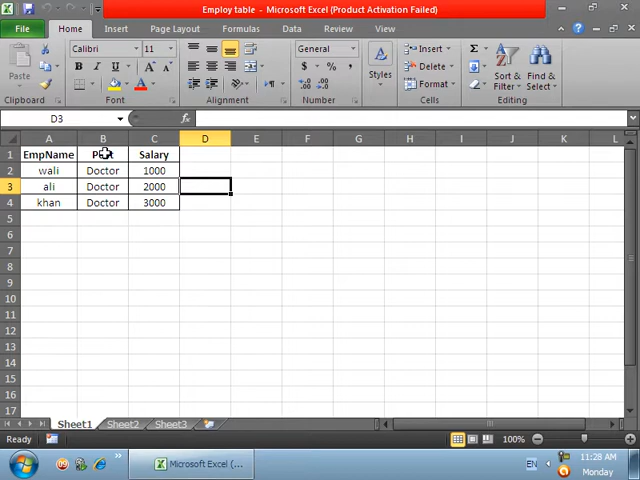 Employ table – Microsoft Excel (Product Activation Failed)
File Home Insert Page Layout Formulas Data Review View
Paste Calibri 11 General Styles Insert Delete Format Sort & Filter Find & Select
B I U A A $ % ,
Clipboard Font Alignment Number Cells Editing
D3 fx
A B C D E F G H I J K L
1 EmpName Salary
2 wali Doctor 1000
3 ali Doctor 2000
4 khan Doctor 3000
5
6
7
8
9
10
11
12
13
14
15
16
17
Sheet1 Sheet2 Sheet3
Ready 100%
Microsoft Excel (... EN 11:28 AM
Monday